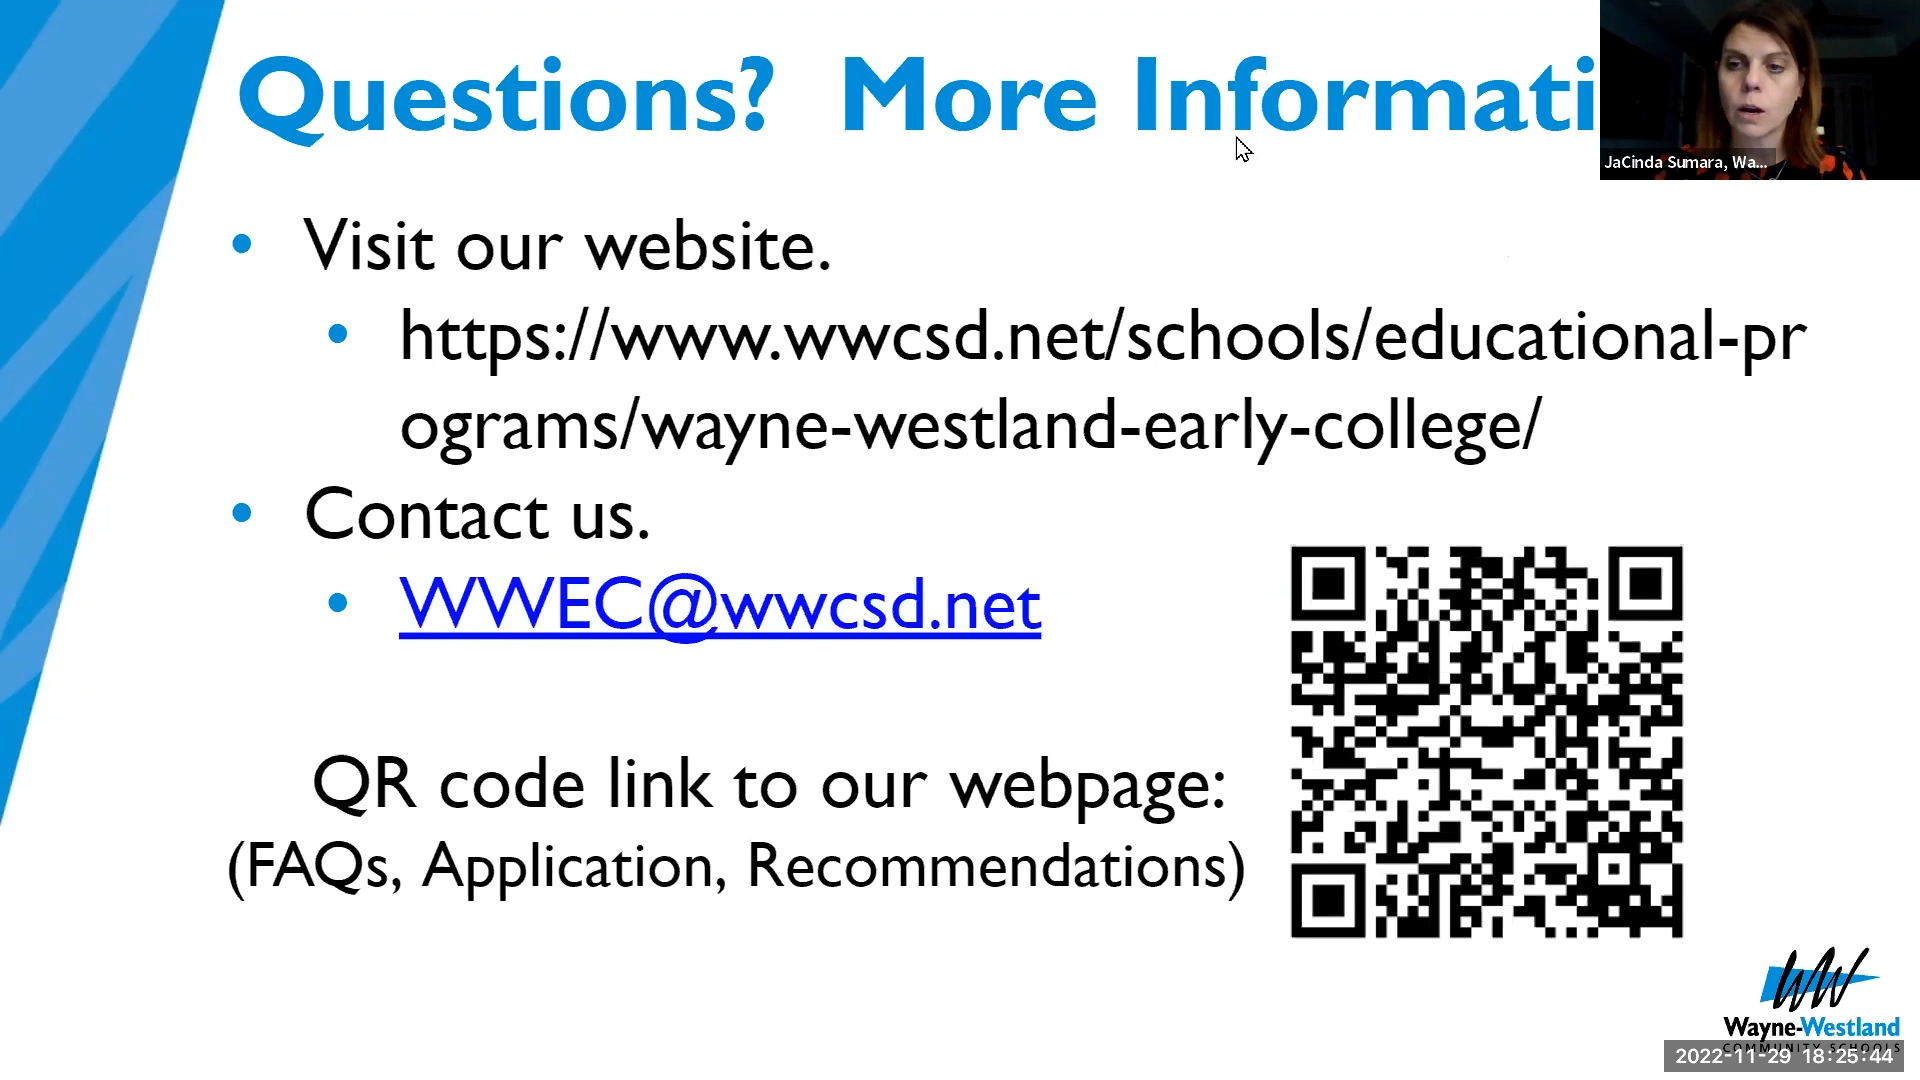 Questions?  More Informati
JaCinda Sumara, Wa...
• Visit our website.
• https://www.wwcsd.net/schools/educational-pr
ograms/wayne-westland-early-college/
• Contact us.
• WWEC@wwcsd.net
QR code link to our webpage:
(FAQs, Application, Recommendations)
WW
Wayne-Westland
COMMUNITY SCHOOLS
2022-11-29 18:25:44